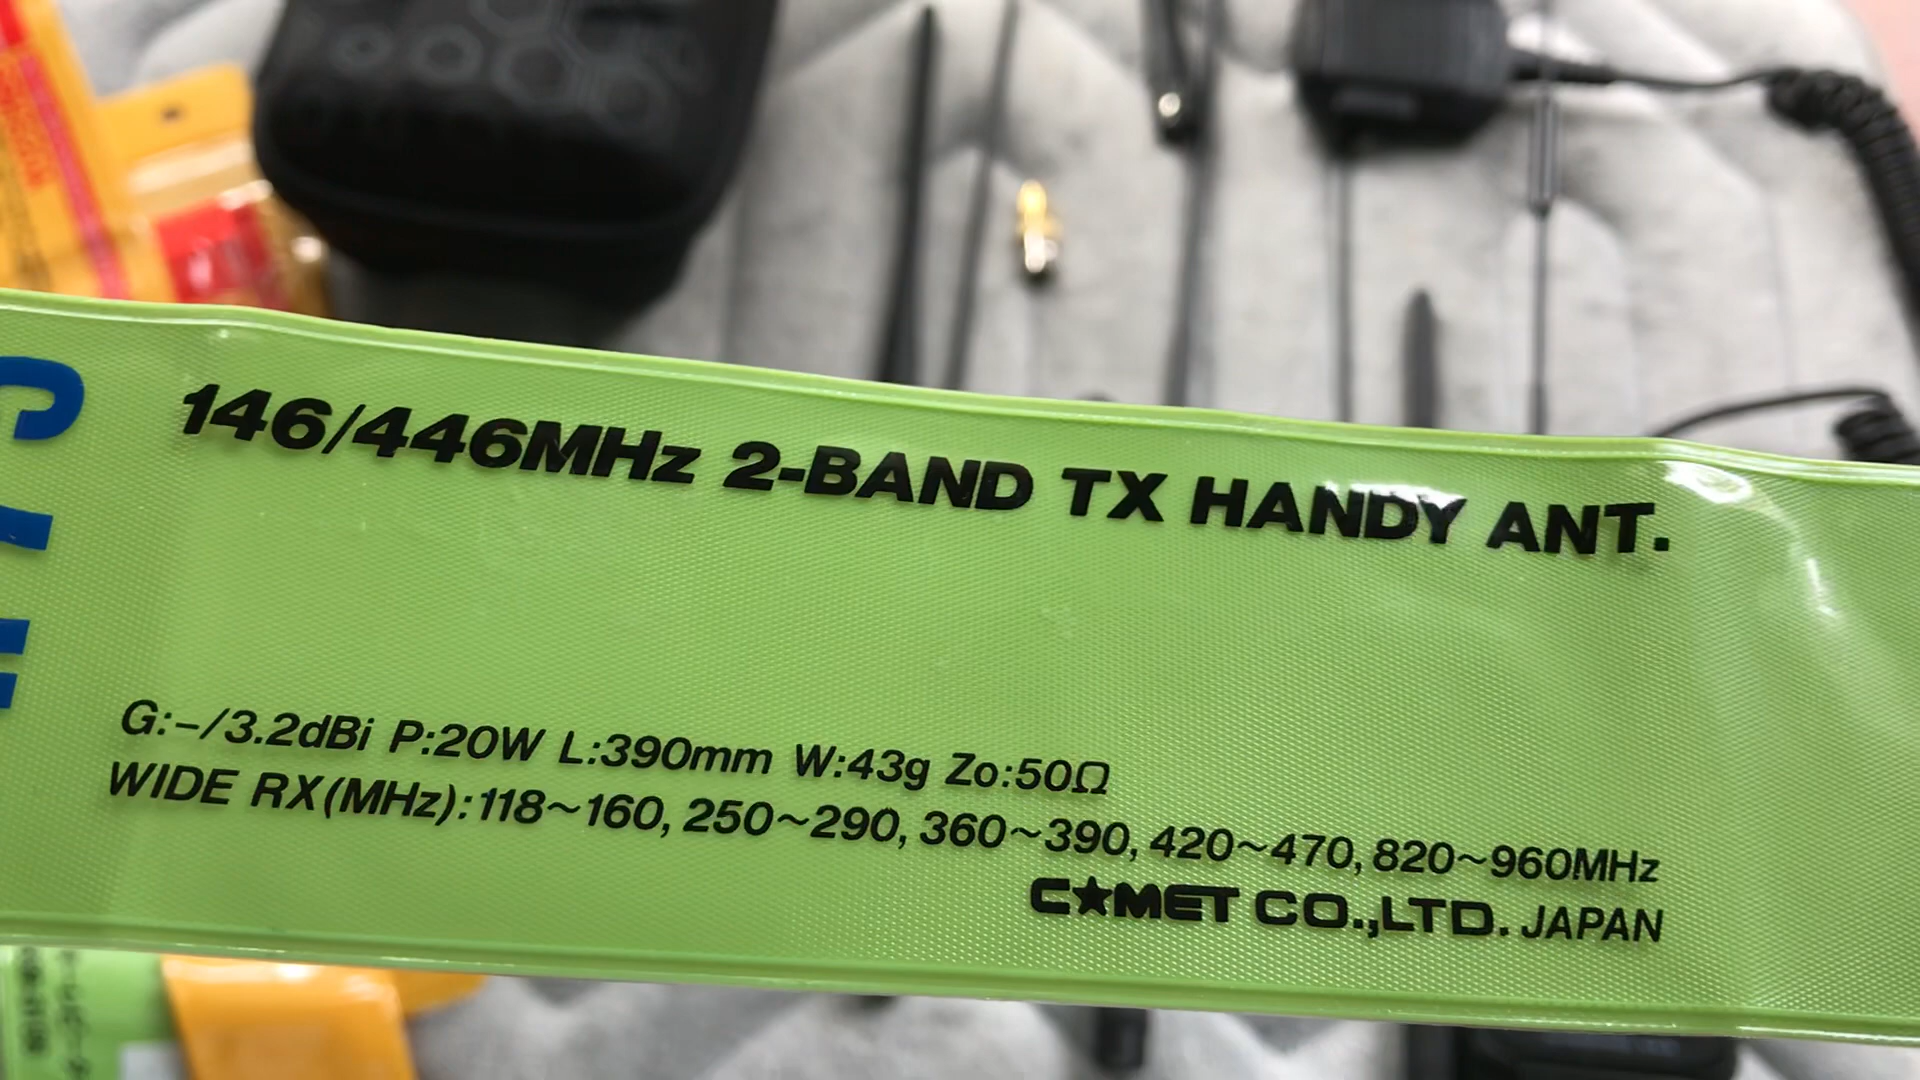 146/446MHz 2-BAND TX HANDY ANT.
G:–/3.2dBi P:20W L:390mm W:43g Zo:50Ω
WIDE RX(MHz):118~160, 250~290, 360~390, 420~470, 820~960MHz
C★MET CO.,LTD. JAPAN